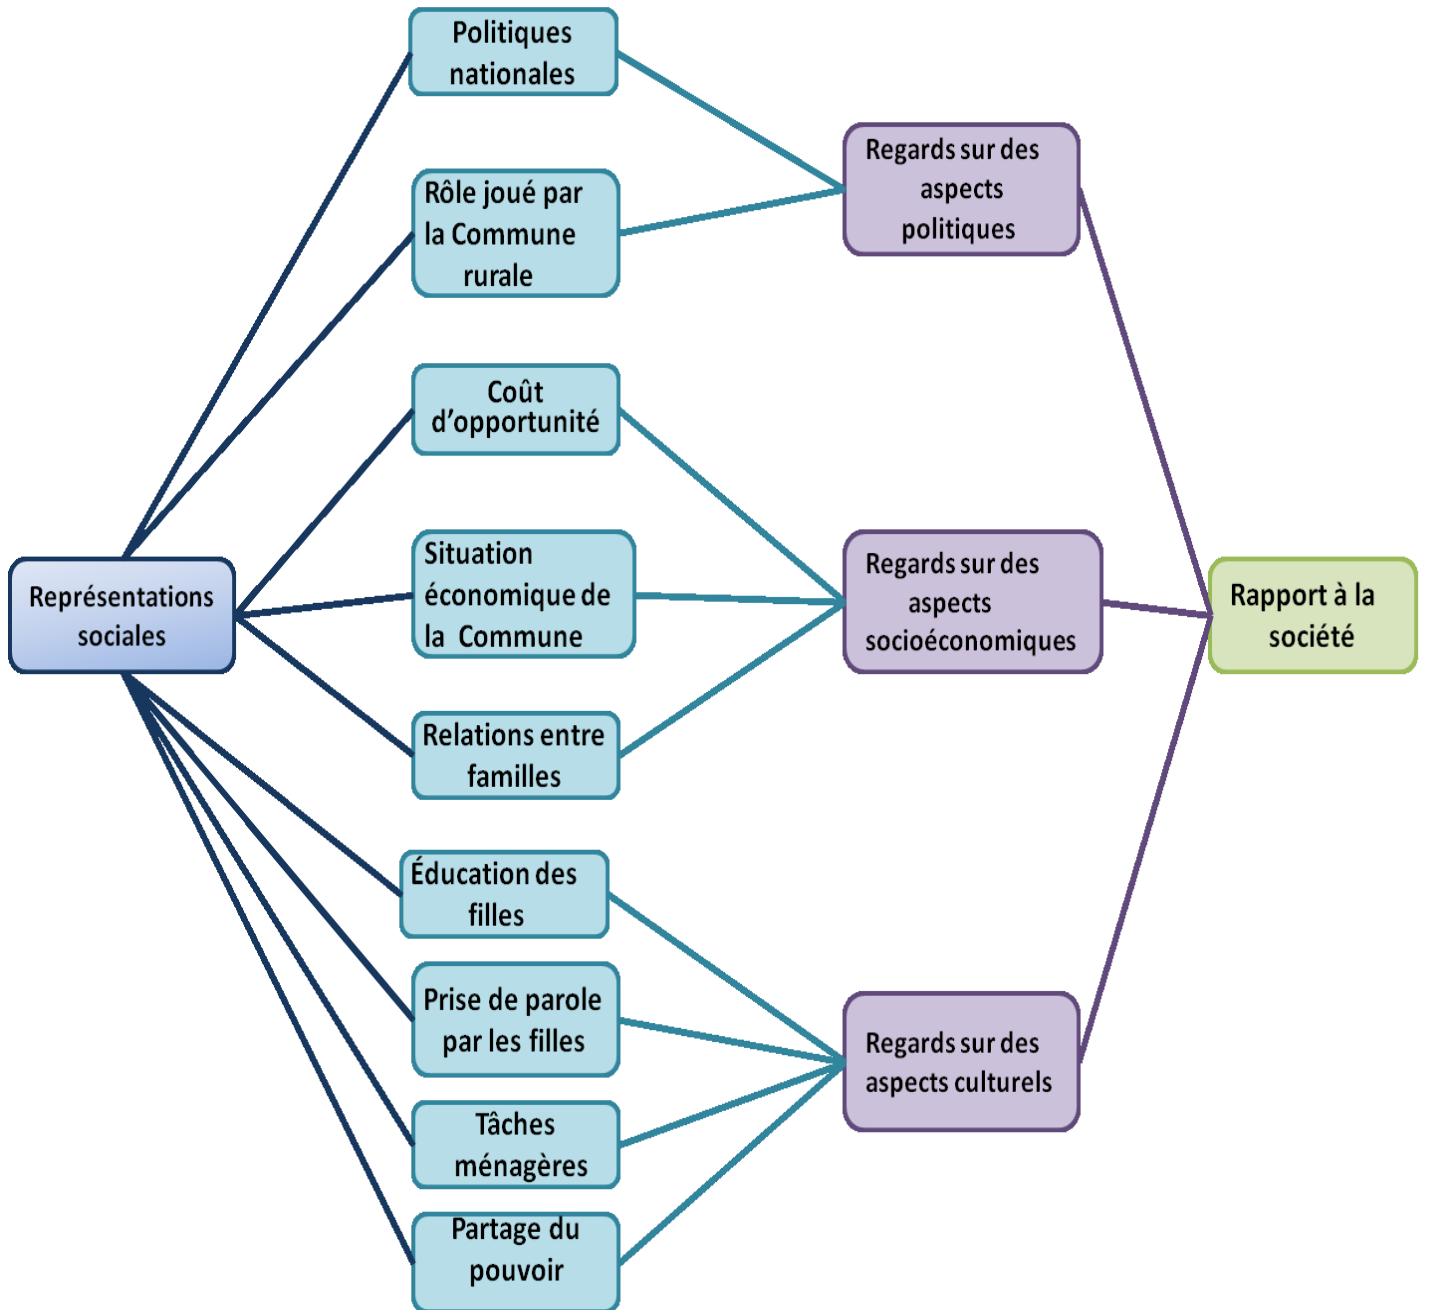 Politiques
nationales
Rôle joué par
la Commune
rurale
Coût
d’opportunité
Situation
économique de
la Commune
Relations entre
familles
Éducation des
filles
Prise de parole
par les filles
Tâches
ménagères
Partage du
pouvoir
Représentations
sociales
Regards sur des
aspects
politiques
Regards sur des
aspects
socioéconomiques
Regards sur des
aspects culturels
Rapport à la
société